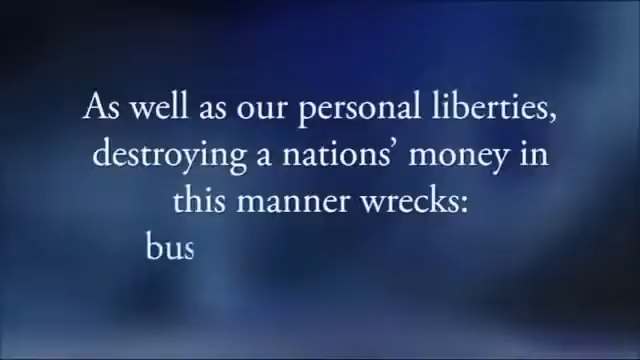 As well as our personal liberties,
destroying a nations’ money in
this manner wrecks:
bus